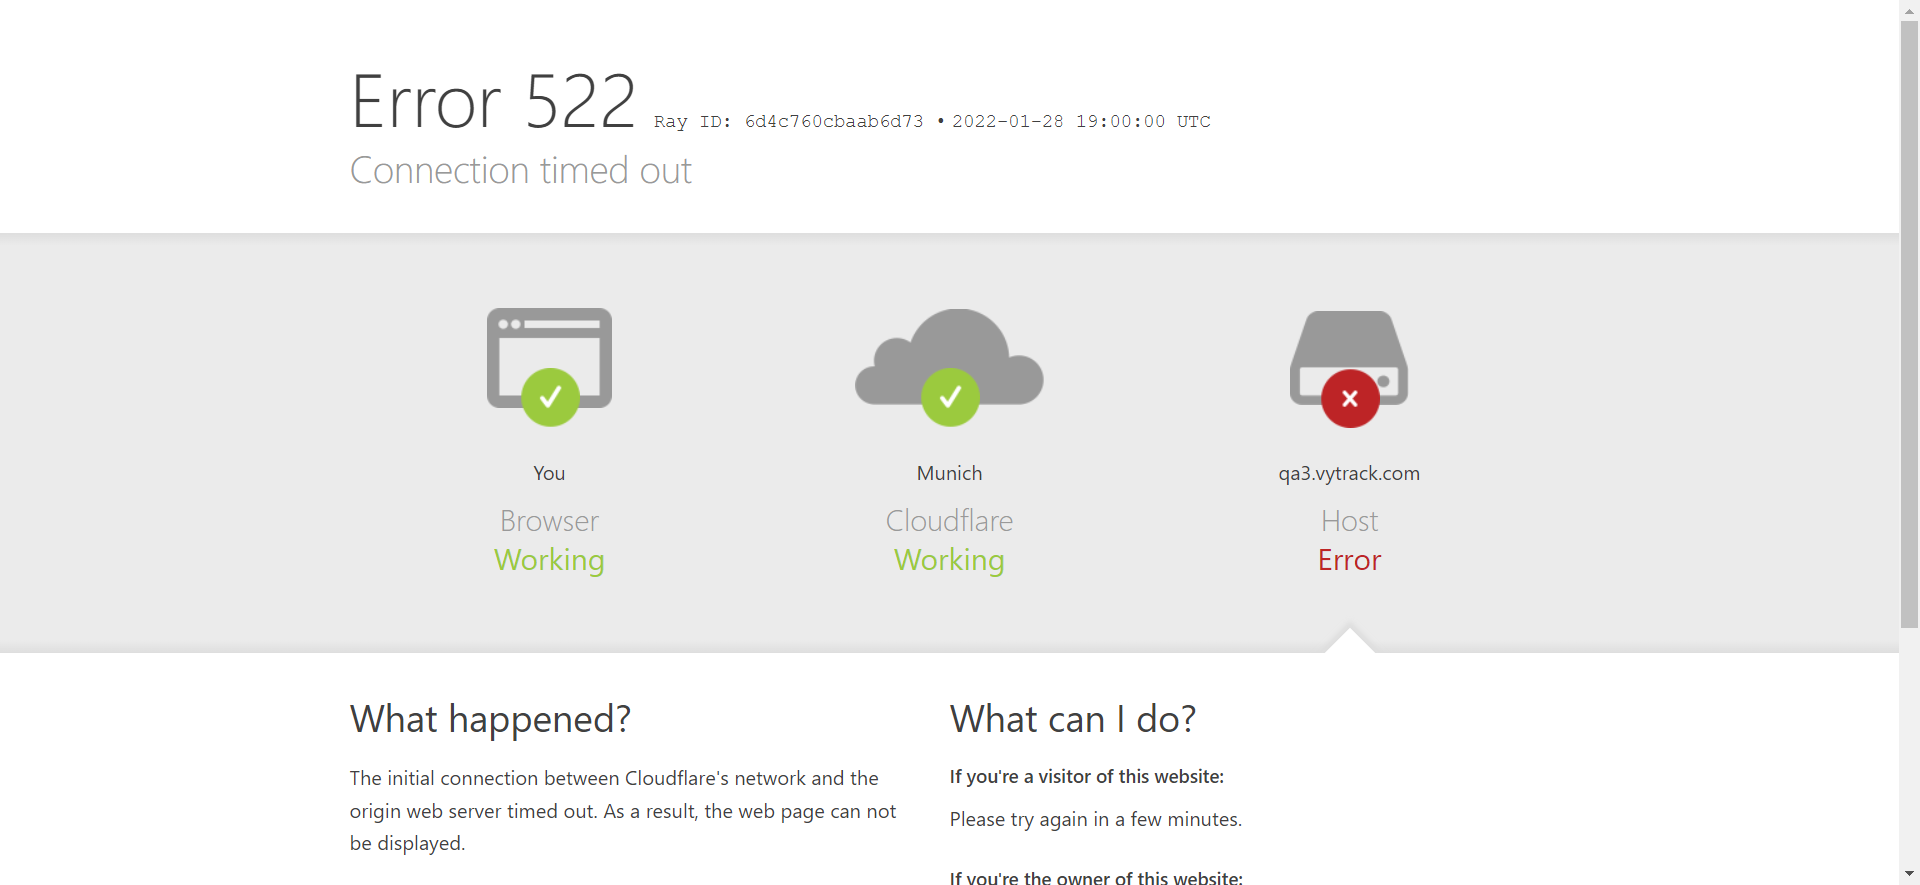 Error 522 Ray ID: 6d4c760cbaab6d73 • 2022-01-28 19:00:00 UTC
Connection timed out
You
Browser
Working
Munich
Cloudflare
Working
qa3.vytrack.com
Host
Error
What happened?
The initial connection between Cloudflare's network and the
origin web server timed out. As a result, the web page can not
be displayed.
What can I do?
If you're a visitor of this website:
Please try again in a few minutes.
If you're the owner of this website: